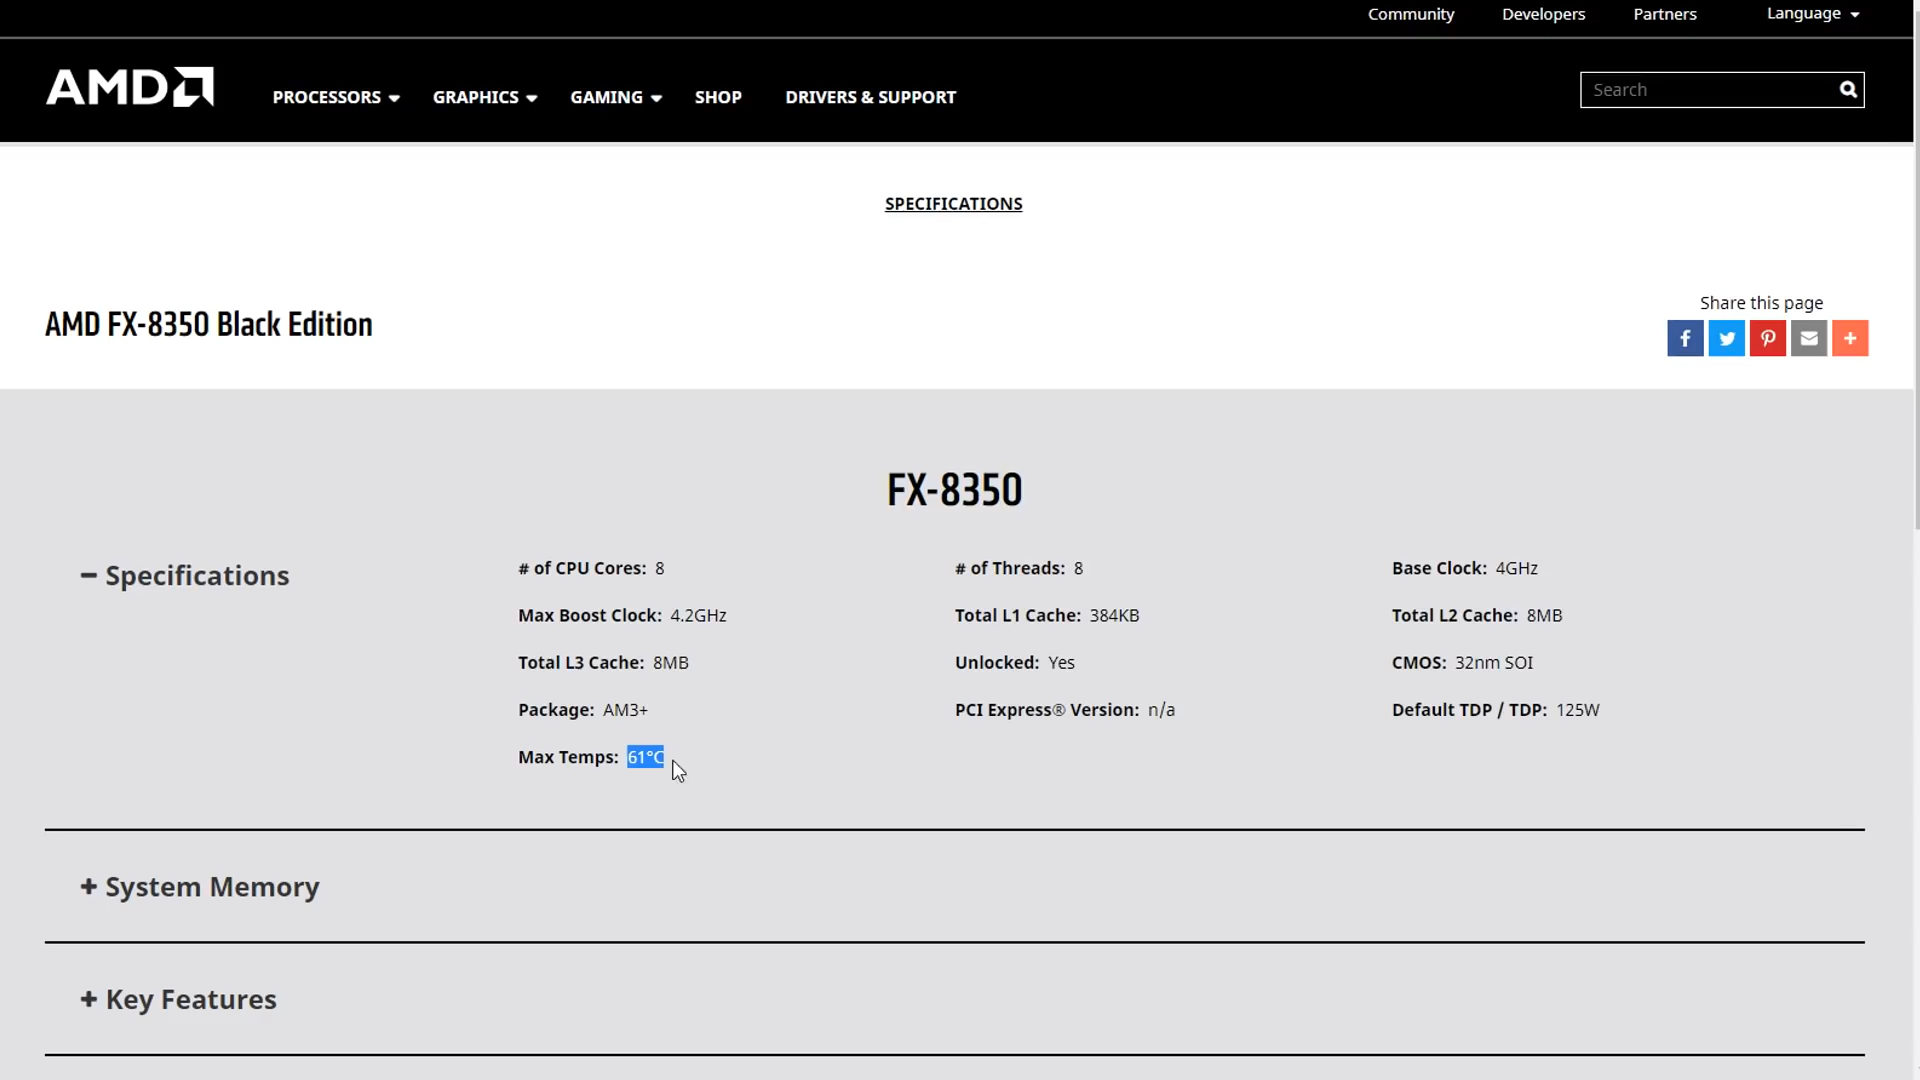 Community Developers Partners Language
AMD PROCESSORS GRAPHICS GAMING SHOP DRIVERS & SUPPORT Search
SPECIFICATIONS
AMD FX-8350 Black Edition
Share this page
FX-8350
Specifications
# of CPU Cores: 8 # of Threads: 8 Base Clock: 4GHz
Max Boost Clock: 4.2GHz Total L1 Cache: 384KB Total L2 Cache: 8MB
Total L3 Cache: 8MB Unlocked: Yes CMOS: 32nm SOI
Package: AM3+ PCI Express® Version: n/a Default TDP / TDP: 125W
Max Temps: 61°C
+ System Memory
+ Key Features